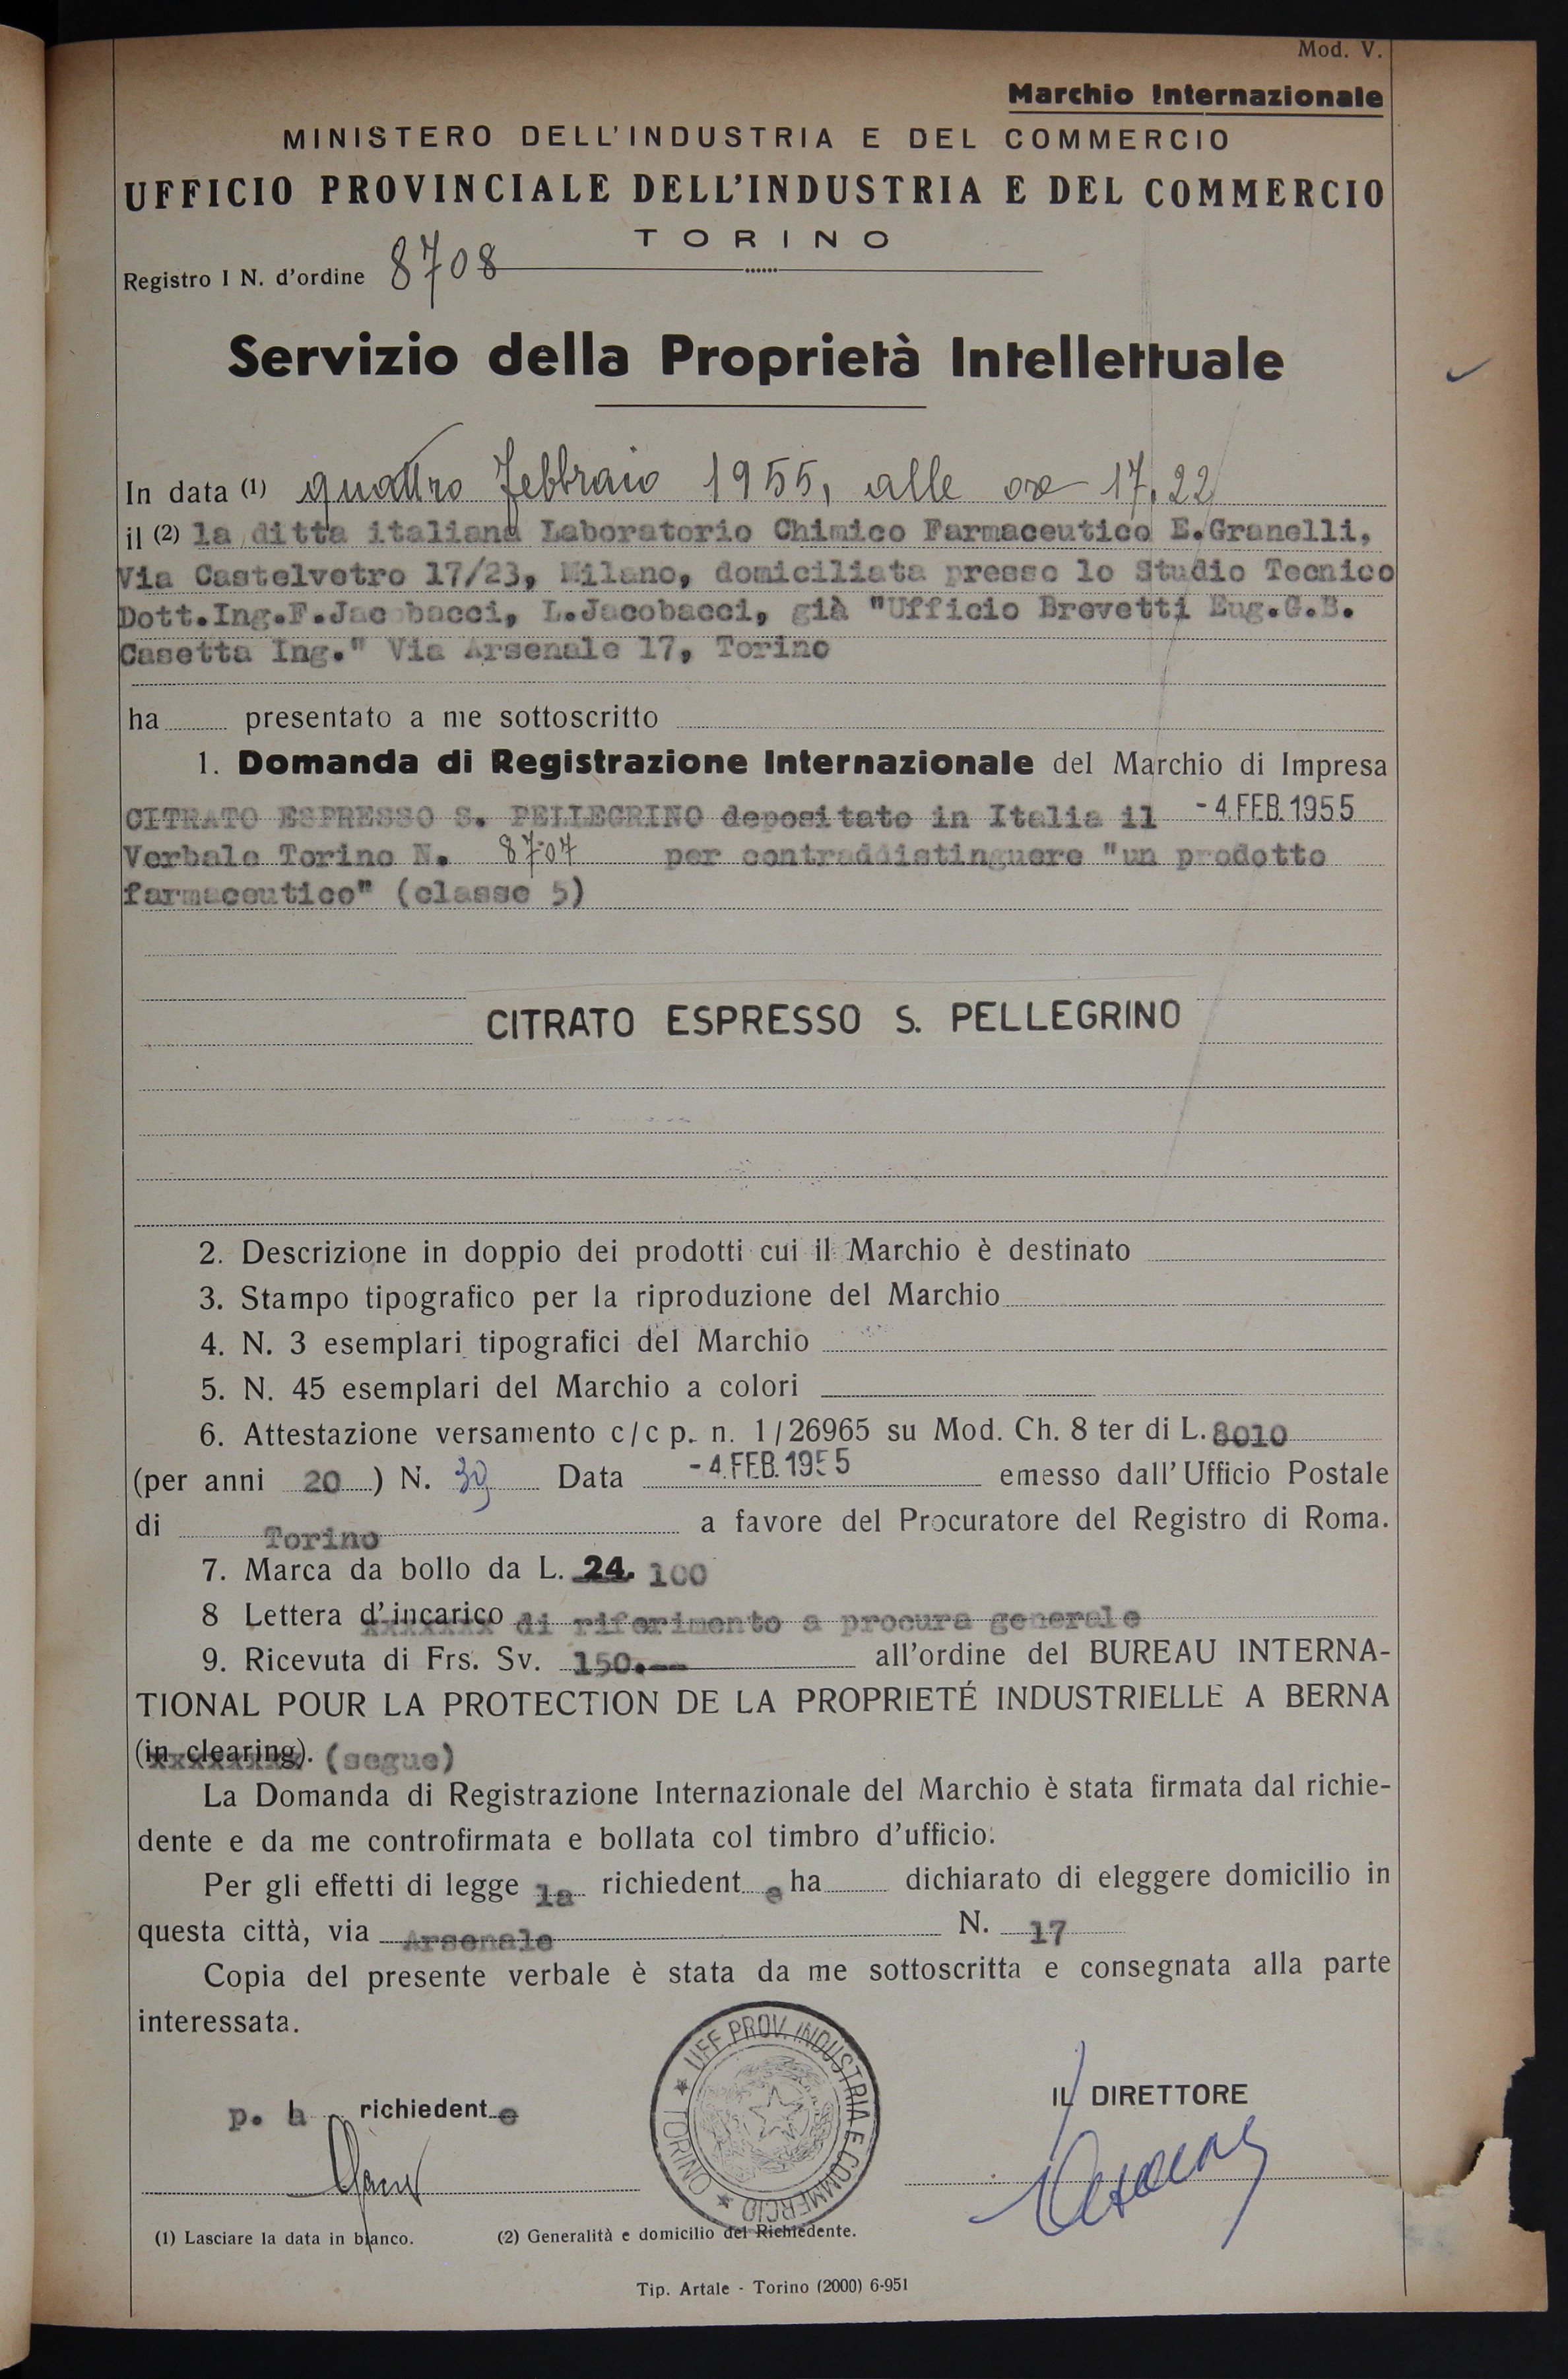 Mod. V.
Marchio Internazionale
MINISTERO DELL'INDUSTRIA E DEL COMMERCIO
UFFICIO PROVINCIALE DELL'INDUSTRIA E DEL COMMERCIO
TORINO
Registro I N. d'ordine 8708
Servizio della Proprietà Intellettuale
In data (1) quattro febbraio 1955, alle ore 17.22
il (2) la ditta italiana Laboratorio Chimico Farmaceutico E.Granelli,
Via Castelvetro 17/23, Milano, domiciliata presso lo Studio Tecnico
Dott.Ing.F.Jacobacci, L.Jacobacci, già "Ufficio Brevetti Eug.G.B.
Casetta Ing." Via Arsenale 17, Torino
ha presentato a me sottoscritto
1. Domanda di Registrazione Internazionale del Marchio di Impresa
CITRATO ESPRESSO S. PELLEGRINO depositato in Italia il -4.FEB.1955
Verbale Torino N. 8707 per contraddistinguere "un prodotto
farmaceutico" (classe 5)
CITRATO ESPRESSO S. PELLEGRINO
2. Descrizione in doppio dei prodotti cui il Marchio è destinato
3. Stampo tipografico per la riproduzione del Marchio
4. N. 3 esemplari tipografici del Marchio
5. N. 45 esemplari del Marchio a colori
6. Attestazione versamento c/c p. n. 1/26965 su Mod. Ch. 8 ter di L. 8010
(per anni 20) N. 39 Data -4.FEB.1955 emesso dall'Ufficio Postale
di Torino a favore del Procuratore del Registro di Roma.
7. Marca da bollo da L. 24. 100
8 Lettera d'incarico di riferimento a procura generale
9. Ricevuta di Frs. Sv. 150.-- all'ordine del BUREAU INTERNA-
TIONAL POUR LA PROTECTION DE LA PROPRIETÉ INDUSTRIELLE A BERNA
(in clearing). (segue)
La Domanda di Registrazione Internazionale del Marchio è stata firmata dal richie-
dente e da me controfirmata e bollata col timbro d'ufficio.
Per gli effetti di legge la richiedente ha dichiarato di eleggere domicilio in
questa città, via Arsenale N. 17
Copia del presente verbale è stata da me sottoscritta e consegnata alla parte
interessata.
p. la richiedente
UFF. PROV. INDUSTRIA E COMMERCIO ★ TORINO ★
IL DIRETTORE
(1) Lasciare la data in bianco. (2) Generalità e domicilio del Richiedente.
Tip. Artale - Torino (2000) 6-951